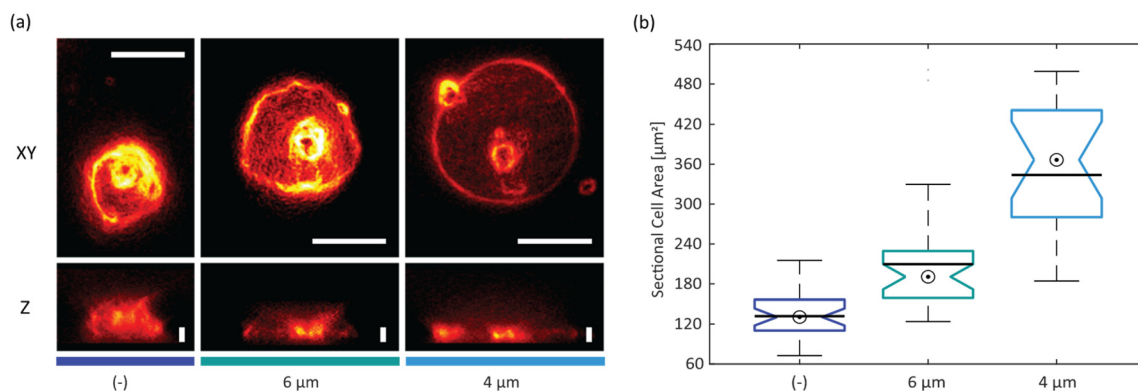 (a)
XY
Z
(-)
6 µm
4 µm
(b)
Sectional Cell Area [µm²]
540
480
420
360
300
240
180
120
60
(-)
6 µm
4 µm